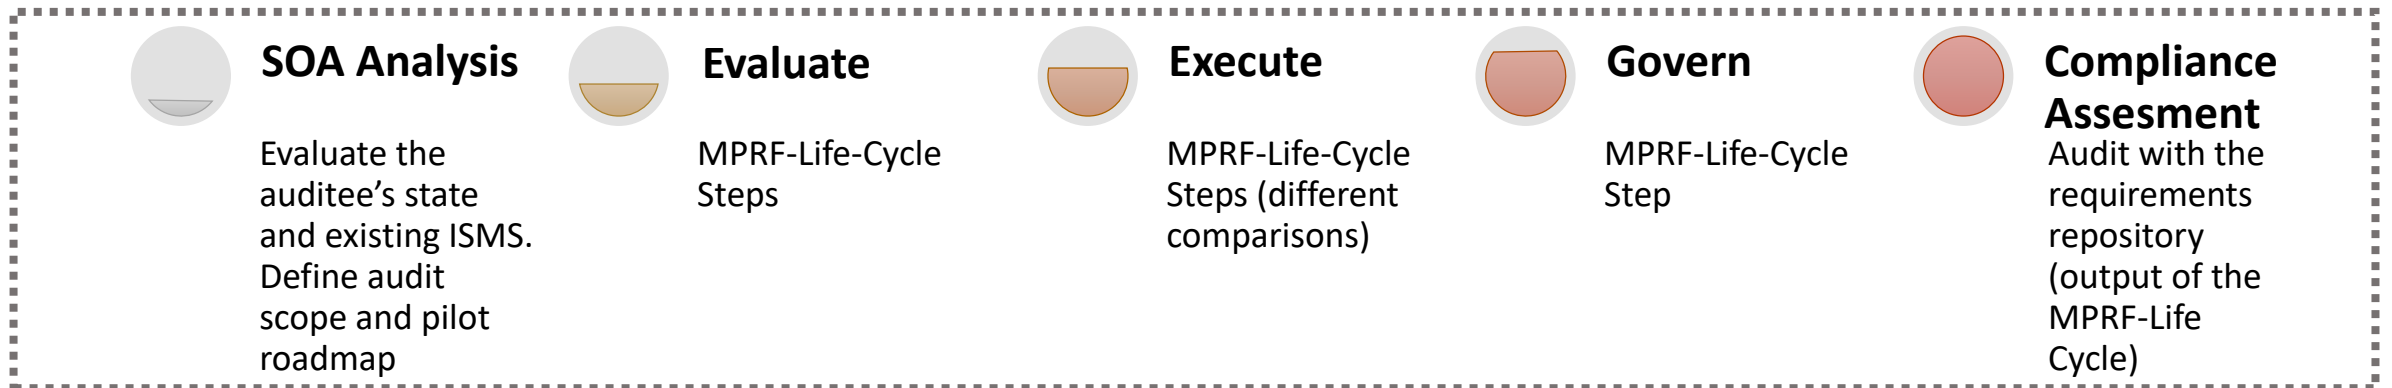 SOA Analysis
Evaluate the
auditee’s state
and existing ISMS.
Define audit
scope and pilot
roadmap
Evaluate
MPRF-Life-Cycle
Steps
Execute
MPRF-Life-Cycle
Steps (different
comparisons)
Govern
MPRF-Life-Cycle
Step
Compliance
Assesment
Audit with the
requirements
repository
(output of the
MPRF-Life
Cycle)